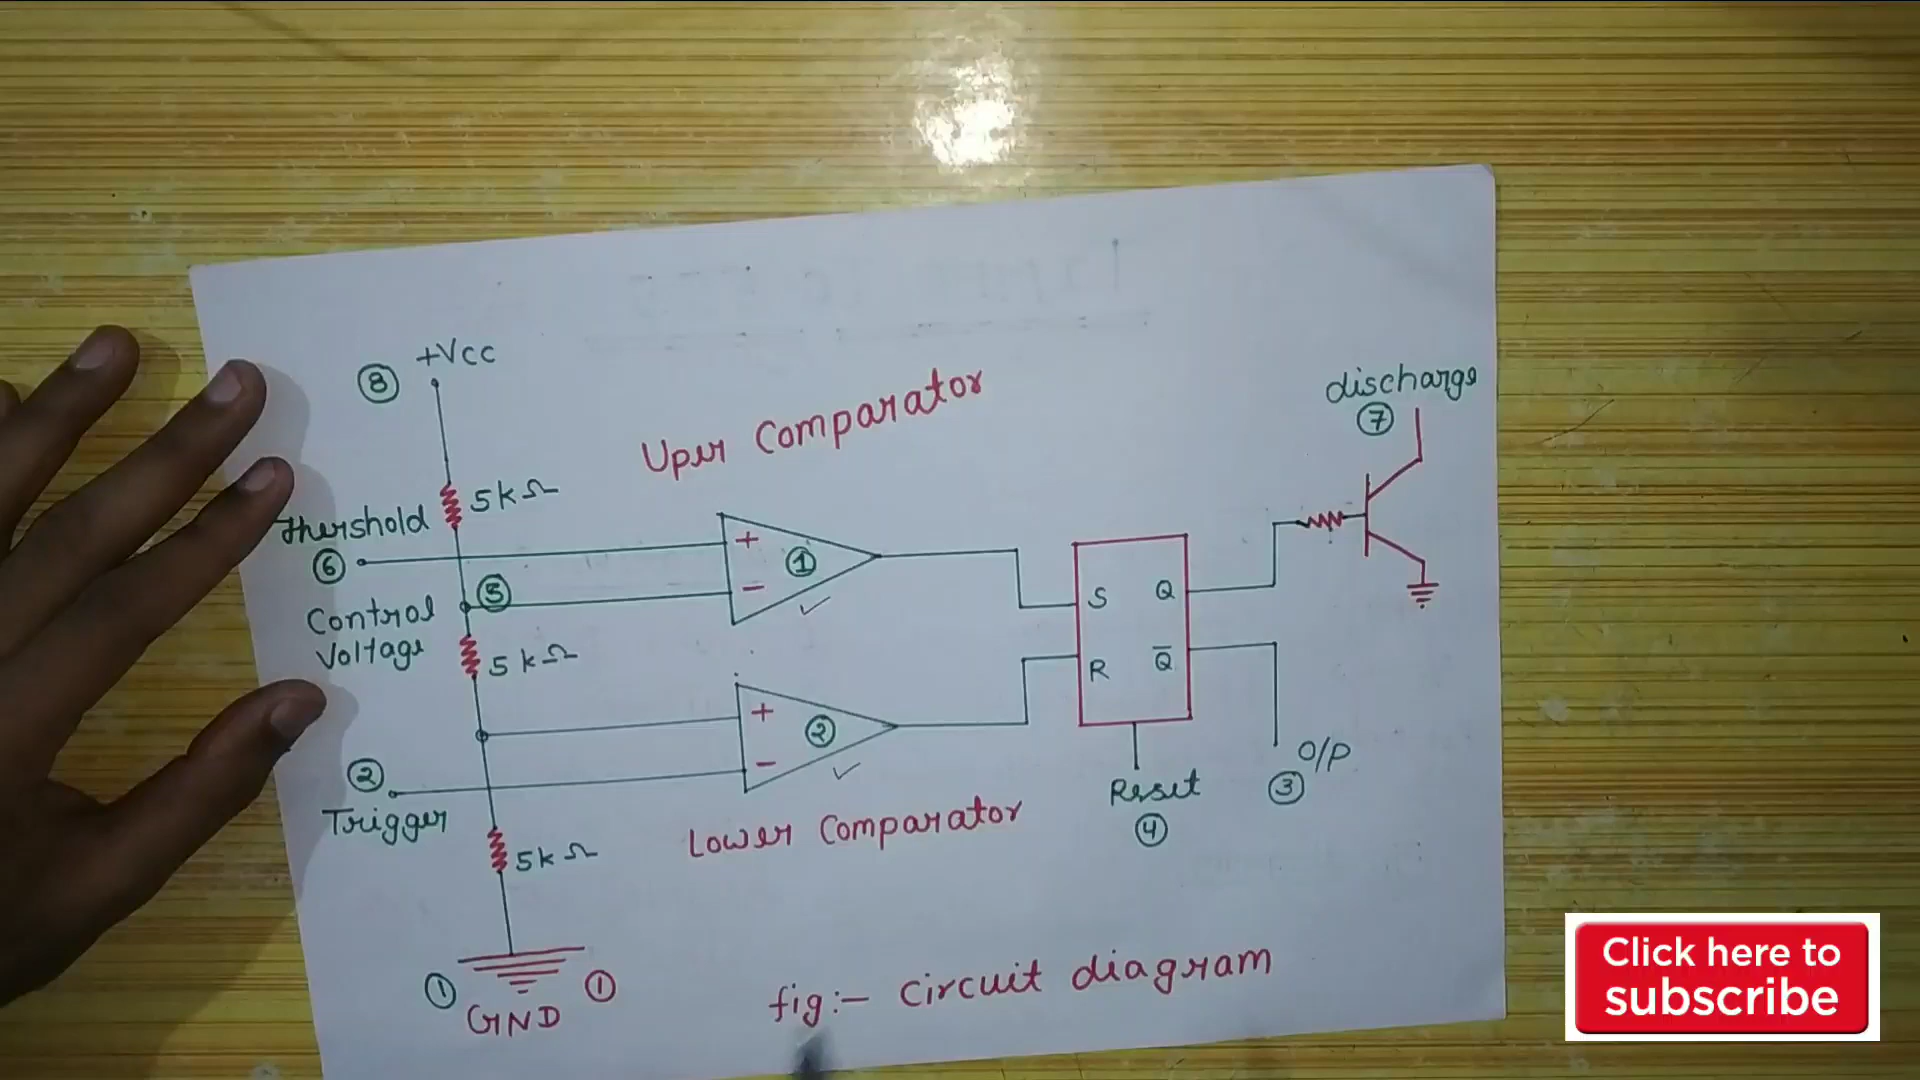 +Vcc
8
5kΩ
thershold
6
5
Control
Voltage
5kΩ
2
Trigger
5kΩ
1
1
GND
Uper Comparator
+
-
1
+
-
2
Lower Comparator
S
Q
R
Q̅
Reset
4
discharge
7
O/P
3
fig:- circuit diagram
Click here to
subscribe